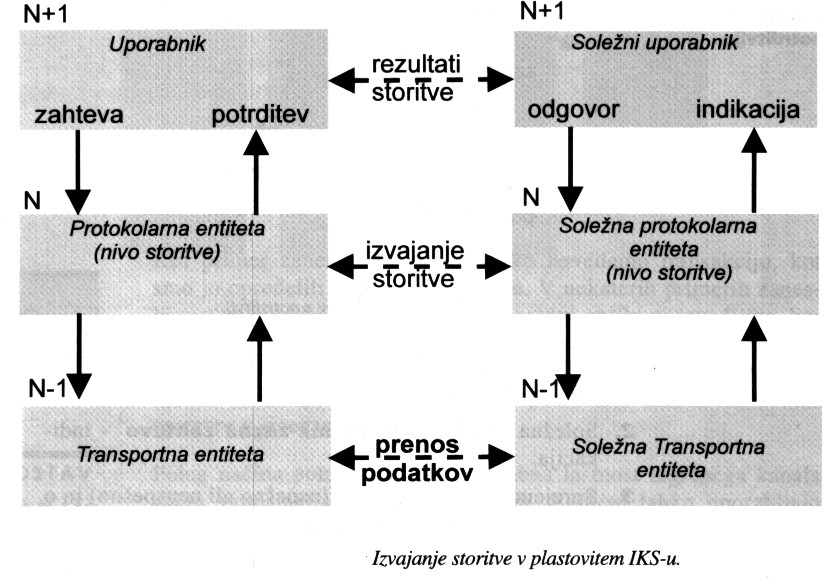 N+1
Uporabnik
zahteva
potrditev
rezultati
storitve
N+1
Soležni uporabnik
odgovor
indikacija
N
Protokolarna entiteta
(nivo storitve)
izvajanje
storitve
N
Soležna protokolarna
entiteta
(nivo storitve)
N-1
Transportna entiteta
prenos
podatkov
N-1
Soležna Transportna
entiteta
Izvajanje storitve v plastovitem IKS-u.